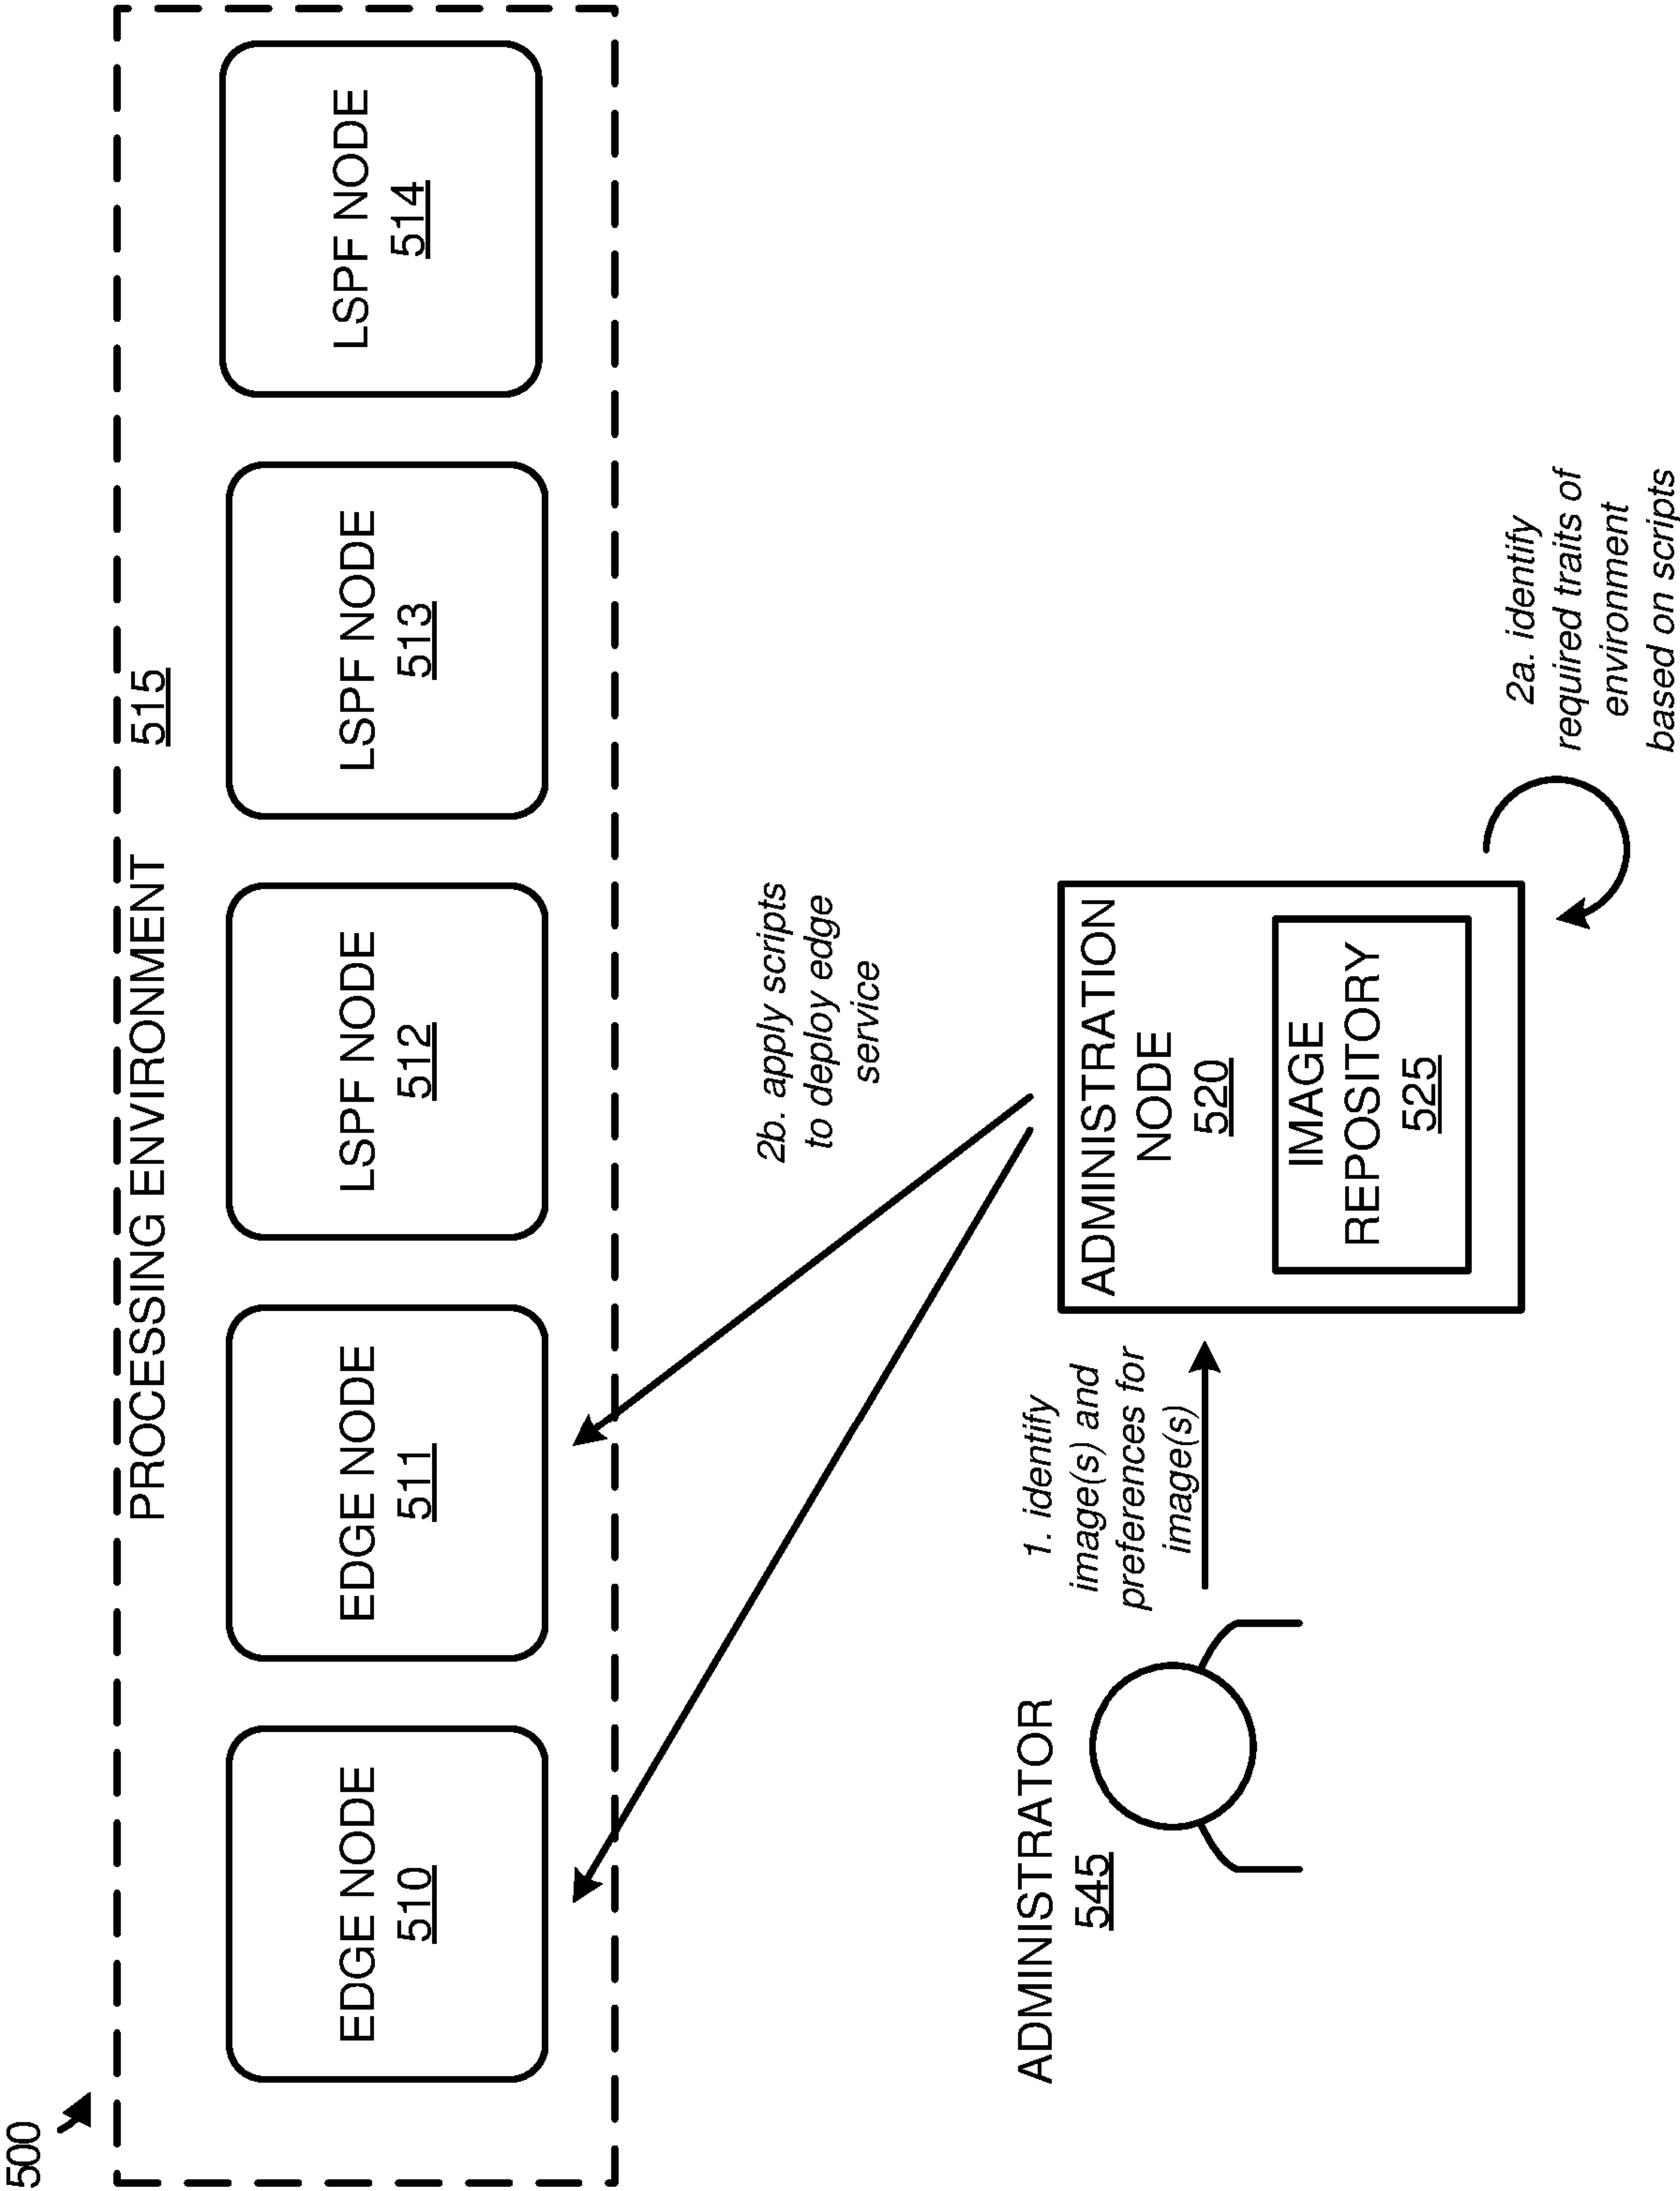 500
PROCESSING ENVIRONMENT
515
EDGE NODE
510
EDGE NODE
511
LSPF NODE
512
LSPF NODE
513
LSPF NODE
514
2b. apply scripts
to deploy edge
service
ADMINISTRATOR
545
1. identify
image(s) and
preferences for
image(s)
ADMINISTRATION
NODE
520
IMAGE
REPOSITORY
525
2a. identify
required traits of
environment
based on scripts